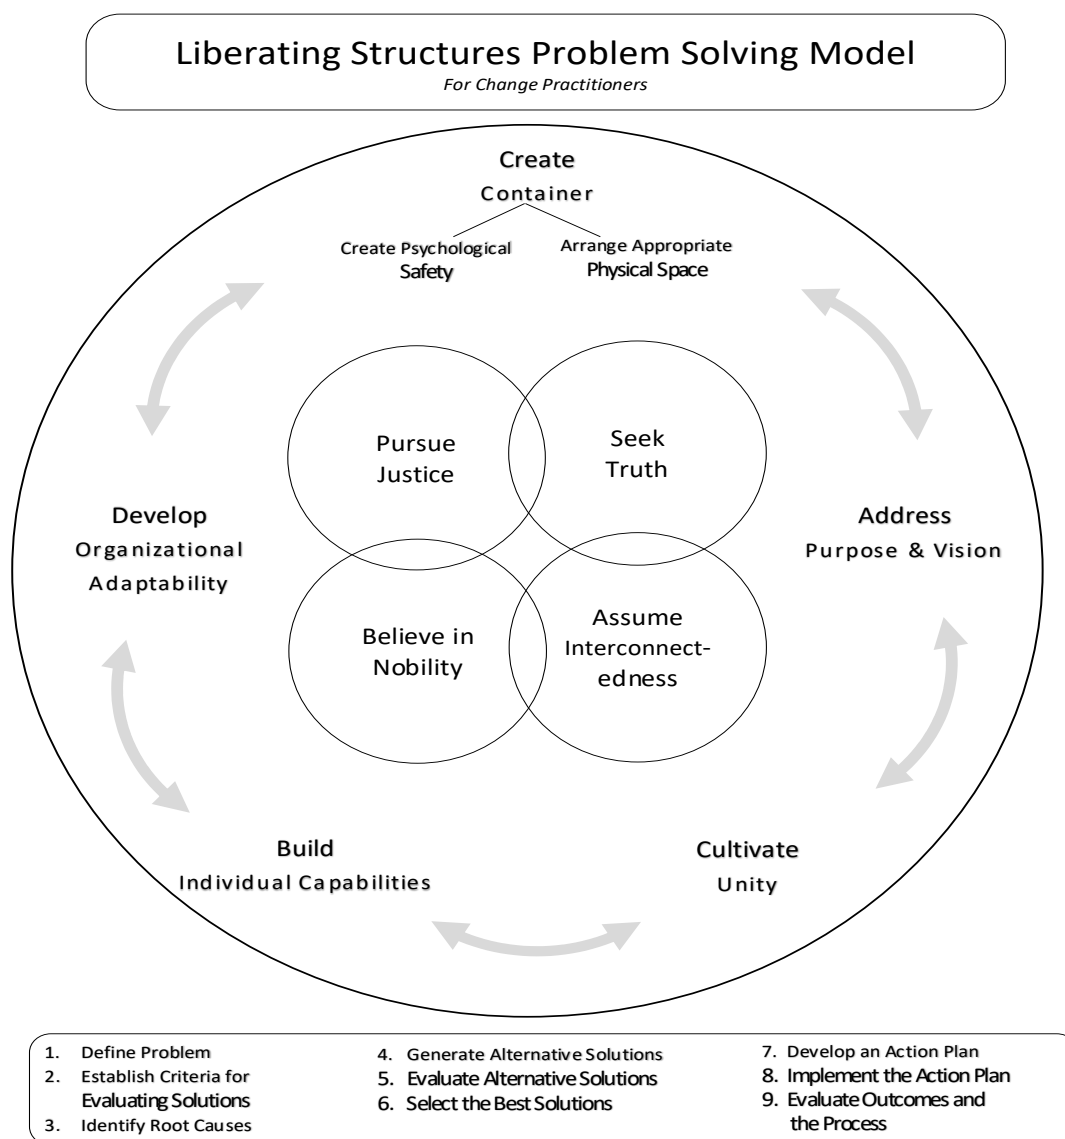 Liberating Structures Problem Solving Model
For Change Practitioners
Create
Container
Create Psychological
Safety
Arrange Appropriate
Physical Space
Pursue
Justice
Seek
Truth
Develop
Organizational
Adaptability
Address
Purpose & Vision
Believe in
Nobility
Assume
Interconnect-
edness
Build
Individual Capabilities
Cultivate
Unity
1. Define Problem
2. Establish Criteria for
Evaluating Solutions
3. Identify Root Causes
4. Generate Alternative Solutions
5. Evaluate Alternative Solutions
6. Select the Best Solutions
7. Develop an Action Plan
8. Implement the Action Plan
9. Evaluate Outcomes and
the Process